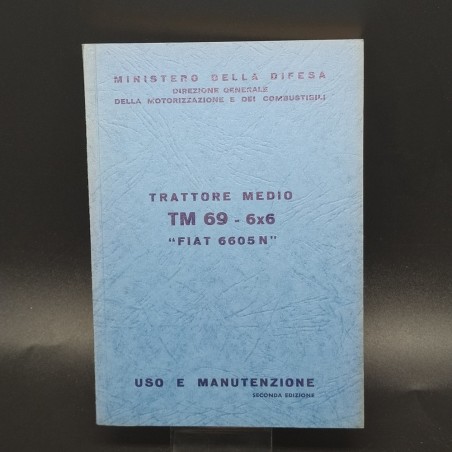 MINISTERO DELLA DIFESA
DIREZIONE GENERALE
DELLA MOTORIZZAZIONE E DEI COMBUSTIBILI
TRATTORE MEDIO
TM 69 - 6x6
"FIAT 6605 N"
USO E MANUTENZIONE
SECONDA EDIZIONE